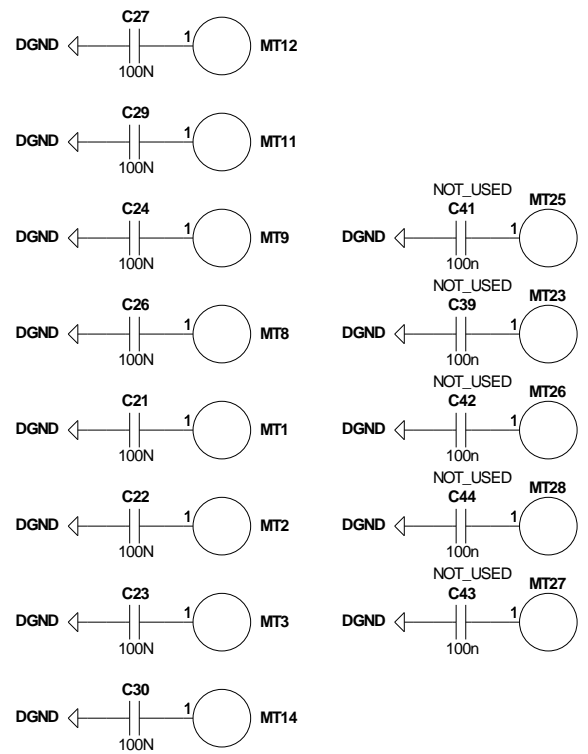 C27
DGND
1
MT12
100N
C29
DGND
1
MT11
100N
C24
DGND
1
MT9
100N
C26
DGND
1
MT8
100N
C21
DGND
1
MT1
100N
C22
DGND
1
MT2
100N
C23
DGND
1
MT3
100N
C30
DGND
1
MT14
100N
NOT_USED
C41
MT25
DGND
1
100n
NOT_USED
C39
MT23
DGND
1
100n
NOT_USED
C42
MT26
DGND
1
100n
NOT_USED
C44
MT28
DGND
1
100n
NOT_USED
C43
MT27
DGND
1
100n